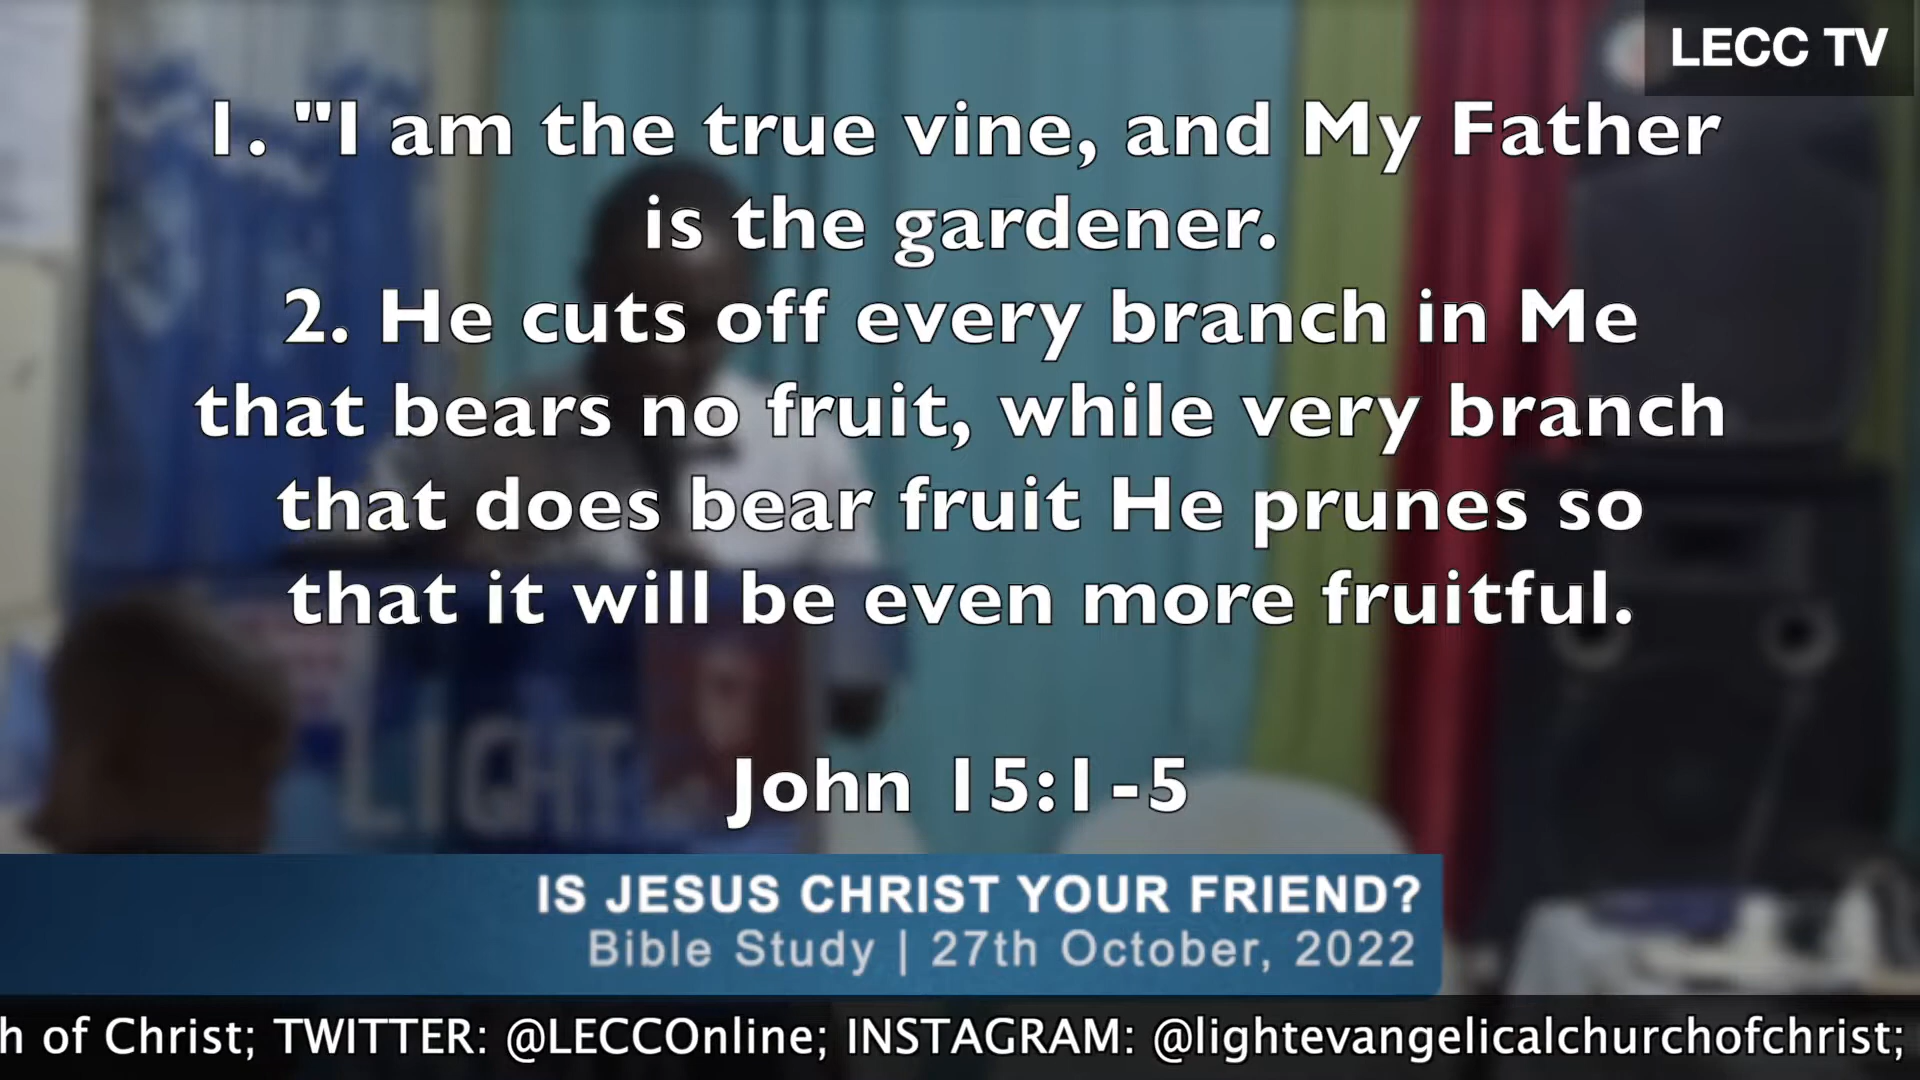 LECC TV
1. "I am the true vine, and My Father
is the gardener.
2. He cuts off every branch in Me
that bears no fruit, while very branch
that does bear fruit He prunes so
that it will be even more fruitful.
John 15:1-5
LIGHT
IS JESUS CHRIST YOUR FRIEND?
Bible Study | 27th October, 2022
h of Christ; TWITTER: @LECCOnline; INSTAGRAM: @lightevangelicalchurchofchrist;